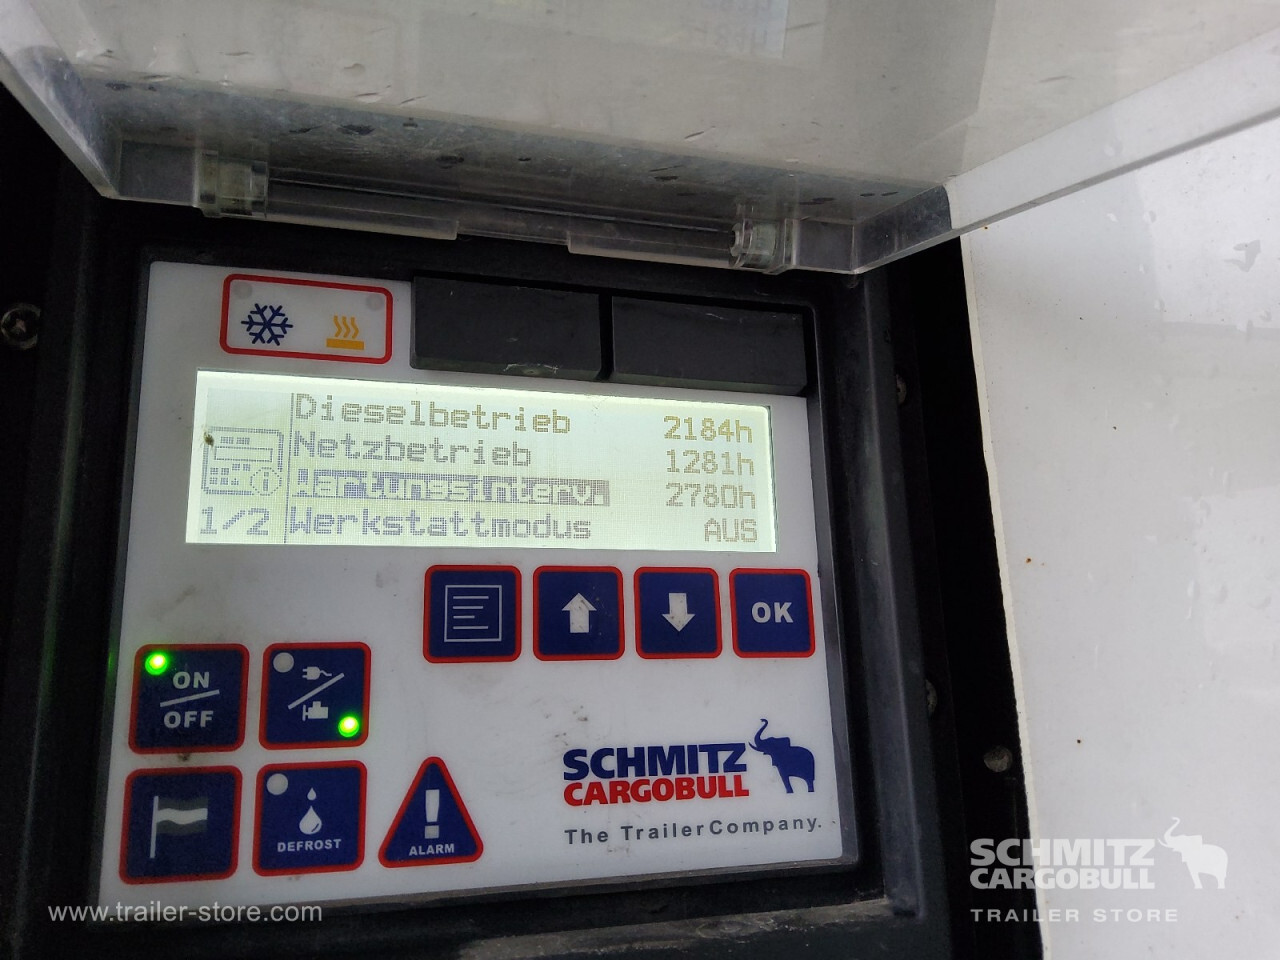 Dieselbetrieb 2184h
Netzbetrieb 1281h
Wartungsinterv. 2780h
1/2 Werkstattmodus AUS
OK
ON
OFF
DEFROST
ALARM
SCHMITZ
CARGOBULL
The TrailerCompany.
www.trailer-store.com
SCHMITZ
CARGOBULL
TRAILER STORE